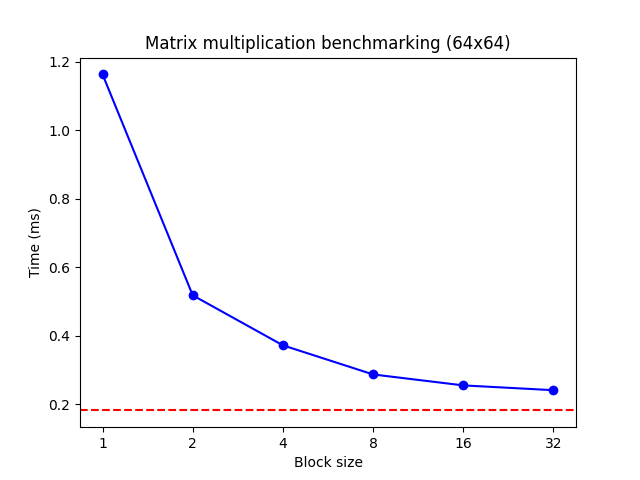 Matrix multiplication benchmarking (64x64)
1.2
1.0
0.8
0.6
0.4
0.2
Time (ms)
1 2 4 8 16 32
Block size